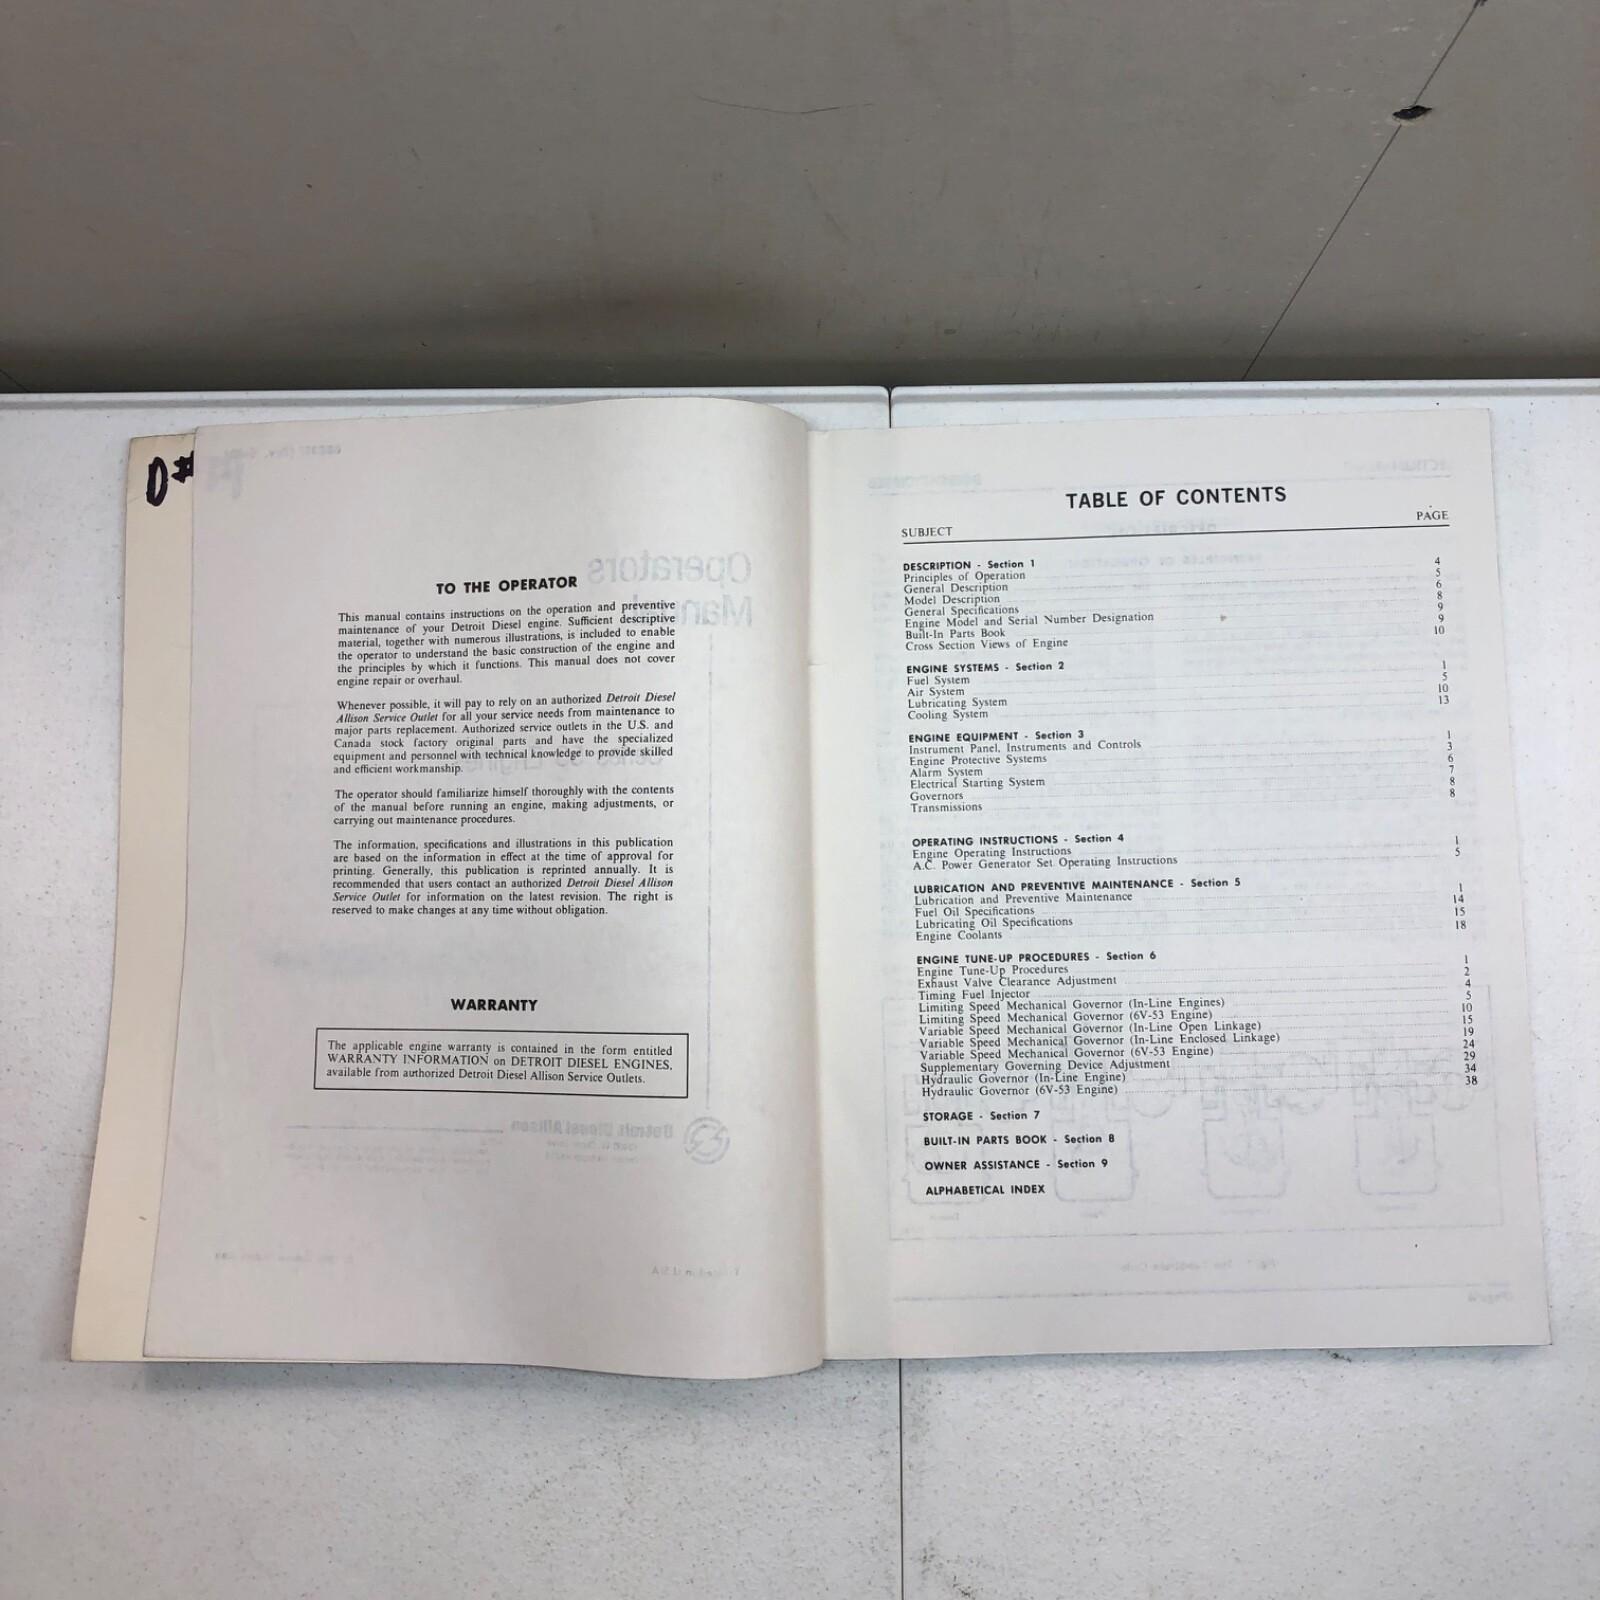 O#
TO THE OPERATOR
This manual contains instructions on the operation and preventive
maintenance of your Detroit Diesel engine. Sufficient descriptive
material, together with numerous illustrations, is included to enable
the operator to understand the basic construction of the engine and
the principles by which it functions. This manual does not cover
engine repair or overhaul.
Whenever possible, it will pay to rely on an authorized Detroit Diesel
Allison Service Outlet for all your service needs from maintenance to
major parts replacement. Authorized service outlets in the U.S. and
Canada stock factory original parts and have the specialized
equipment and personnel with technical knowledge to provide skilled
and efficient workmanship.
The operator should familiarize himself thoroughly with the contents
of the manual before running an engine, making adjustments, or
carrying out maintenance procedures.
The information, specifications and illustrations in this publication
are based on the information in effect at the time of approval for
printing. Generally, this publication is reprinted annually. It is
recommended that users contact an authorized Detroit Diesel Allison
Service Outlet for information on the latest revision. The right is
reserved to make changes at any time without obligation.
WARRANTY
The applicable engine warranty is contained in the form entitled
WARRANTY INFORMATION on DETROIT DIESEL ENGINES,
available from authorized Detroit Diesel Allison Service Outlets.
TABLE OF CONTENTS
SUBJECT PAGE
DESCRIPTION - Section 1
Principles of Operation 4
General Description 5
Model Description 6
General Specifications 8
Engine Model and Serial Number Designation 9
Built-In Parts Book 9
Cross Section Views of Engine 10
ENGINE SYSTEMS - Section 2
Fuel System 1
Air System 5
Lubricating System 10
Cooling System 13
ENGINE EQUIPMENT - Section 3
Instrument Panel, Instruments and Controls 1
Engine Protective Systems 3
Alarm System 6
Electrical Starting System 7
Governors 8
Transmissions 8
OPERATING INSTRUCTIONS - Section 4
Engine Operating Instructions 1
A.C. Power Generator Set Operating Instructions 5
LUBRICATION AND PREVENTIVE MAINTENANCE - Section 5
Lubrication and Preventive Maintenance 1
Fuel Oil Specifications 14
Lubricating Oil Specifications 15
Engine Coolants 18
ENGINE TUNE-UP PROCEDURES - Section 6
Engine Tune-Up Procedures 1
Exhaust Valve Clearance Adjustment 2
Timing Fuel Injector 4
Limiting Speed Mechanical Governor (In-Line Engines) 5
Limiting Speed Mechanical Governor (6V-53 Engine) 10
Variable Speed Mechanical Governor (In-Line Open Linkage) 15
Variable Speed Mechanical Governor (In-Line Enclosed Linkage) 19
Variable Speed Mechanical Governor (6V-53 Engine) 24
Supplementary Governing Device Adjustment 29
Hydraulic Governor (In-Line Engine) 34
Hydraulic Governor (6V-53 Engine) 38
STORAGE - Section 7
BUILT-IN PARTS BOOK - Section 8
OWNER ASSISTANCE - Section 9
ALPHABETICAL INDEX